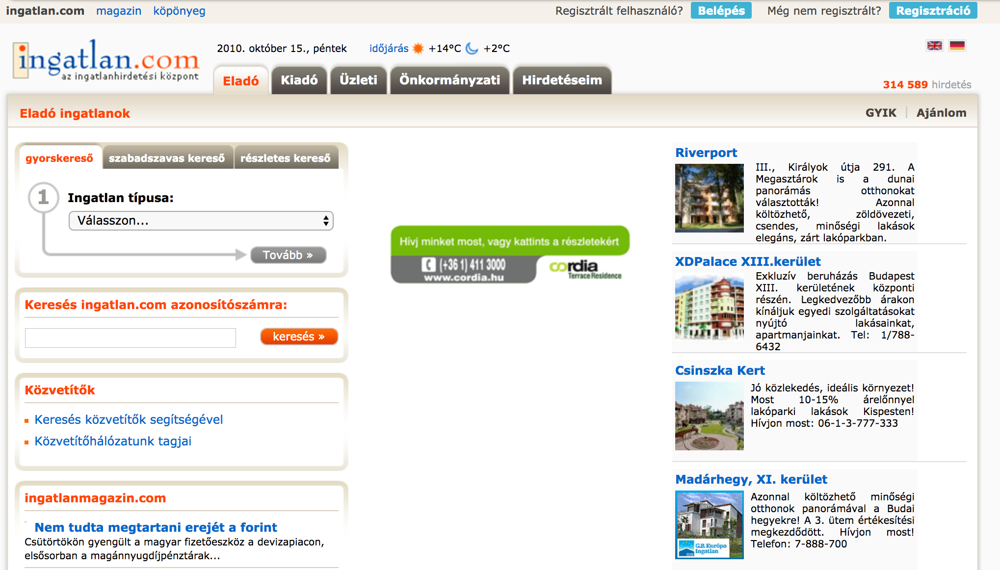 ingatlan.com magazin köpönyeg
Regisztrált felhasználó? Belépés Még nem regisztrált? Regisztráció
ingatlan.com
az ingatlanhirdetési központ
2010. október 15., péntek időjárás +14°C +2°C
Eladó Kiadó Üzleti Önkormányzati Hirdetéseim
314 589 hirdetés
Eladó ingatlanok
GYIK Ajánlom
gyorskereső szabadszavas kereső részletes kereső
1 Ingatlan típusa:
Válasszon...
Tovább »
Keresés ingatlan.com azonosítószámra:
keresés »
Közvetítők
Keresés közvetítők segítségével
Közvetítőhálózatunk tagjai
ingatlanmagazin.com
Nem tudta megtartani erejét a forint
Csütörtökön gyengült a magyar fizetőeszköz a devizapiacon,
elsősorban a magánnyugdíjpénztárak...
Hívj minket most, vagy kattints a részletekért
(+36 1) 411 3000
www.cordia.hu
cordia
Terrace Residence
Riverport
III., Királyok útja 291. A
Megasztárok is a dunai
panorámás otthonokat
választották! Azonnal
költözhető, zöldövezeti,
csendes, minőségi lakások
elegáns, zárt lakóparkban.
XDPalace XIII.kerület
Exkluzív beruházás Budapest
XIII. kerületének központi
részén. Legkedvezőbb árakon
kínáljuk egyedi szolgáltatásokat
nyújtó lakásainkat,
apartmanjainkat. Tel: 1/788-
6432
Csinszka Kert
Jó közlekedés, ideális környezet!
Most 10-15% árelőnnyel
lakóparki lakások Kispesten!
Hívjon most: 06-1-3-777-333
Madárhegy, XI. kerület
Azonnal költözhető minőségi
otthonok panorámával a Budai
hegyekre! A 3. ütem értékesítési
megkezdődött. Hívjon most!
Telefon: 7-888-700
G.B. Európa
Ingatlan
G.B.